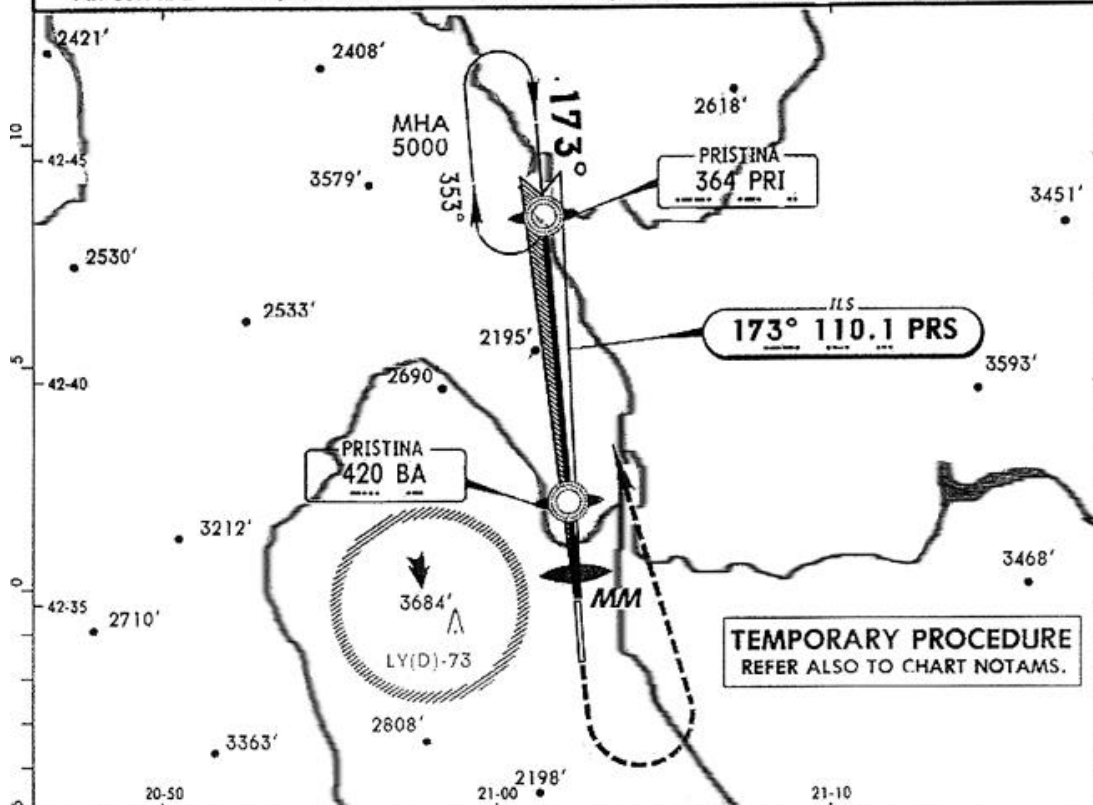 2421'
2408'
2618'
MHA
5000
173°
353°
PRISTINA
364 PRI
10
42-45
3579'
3451'
2530'
2533'
2195'
ILS
173° 110.1 PRS
3593'
5
42-40
2690
PRISTINA
420 BA
3212'
3684'
LY(D)-73
MM
3468'
0
42-35
2710'
TEMPORARY PROCEDURE
REFER ALSO TO CHART NOTAMS.
2808'
3363'
2198'
20-50
21-00
21-10